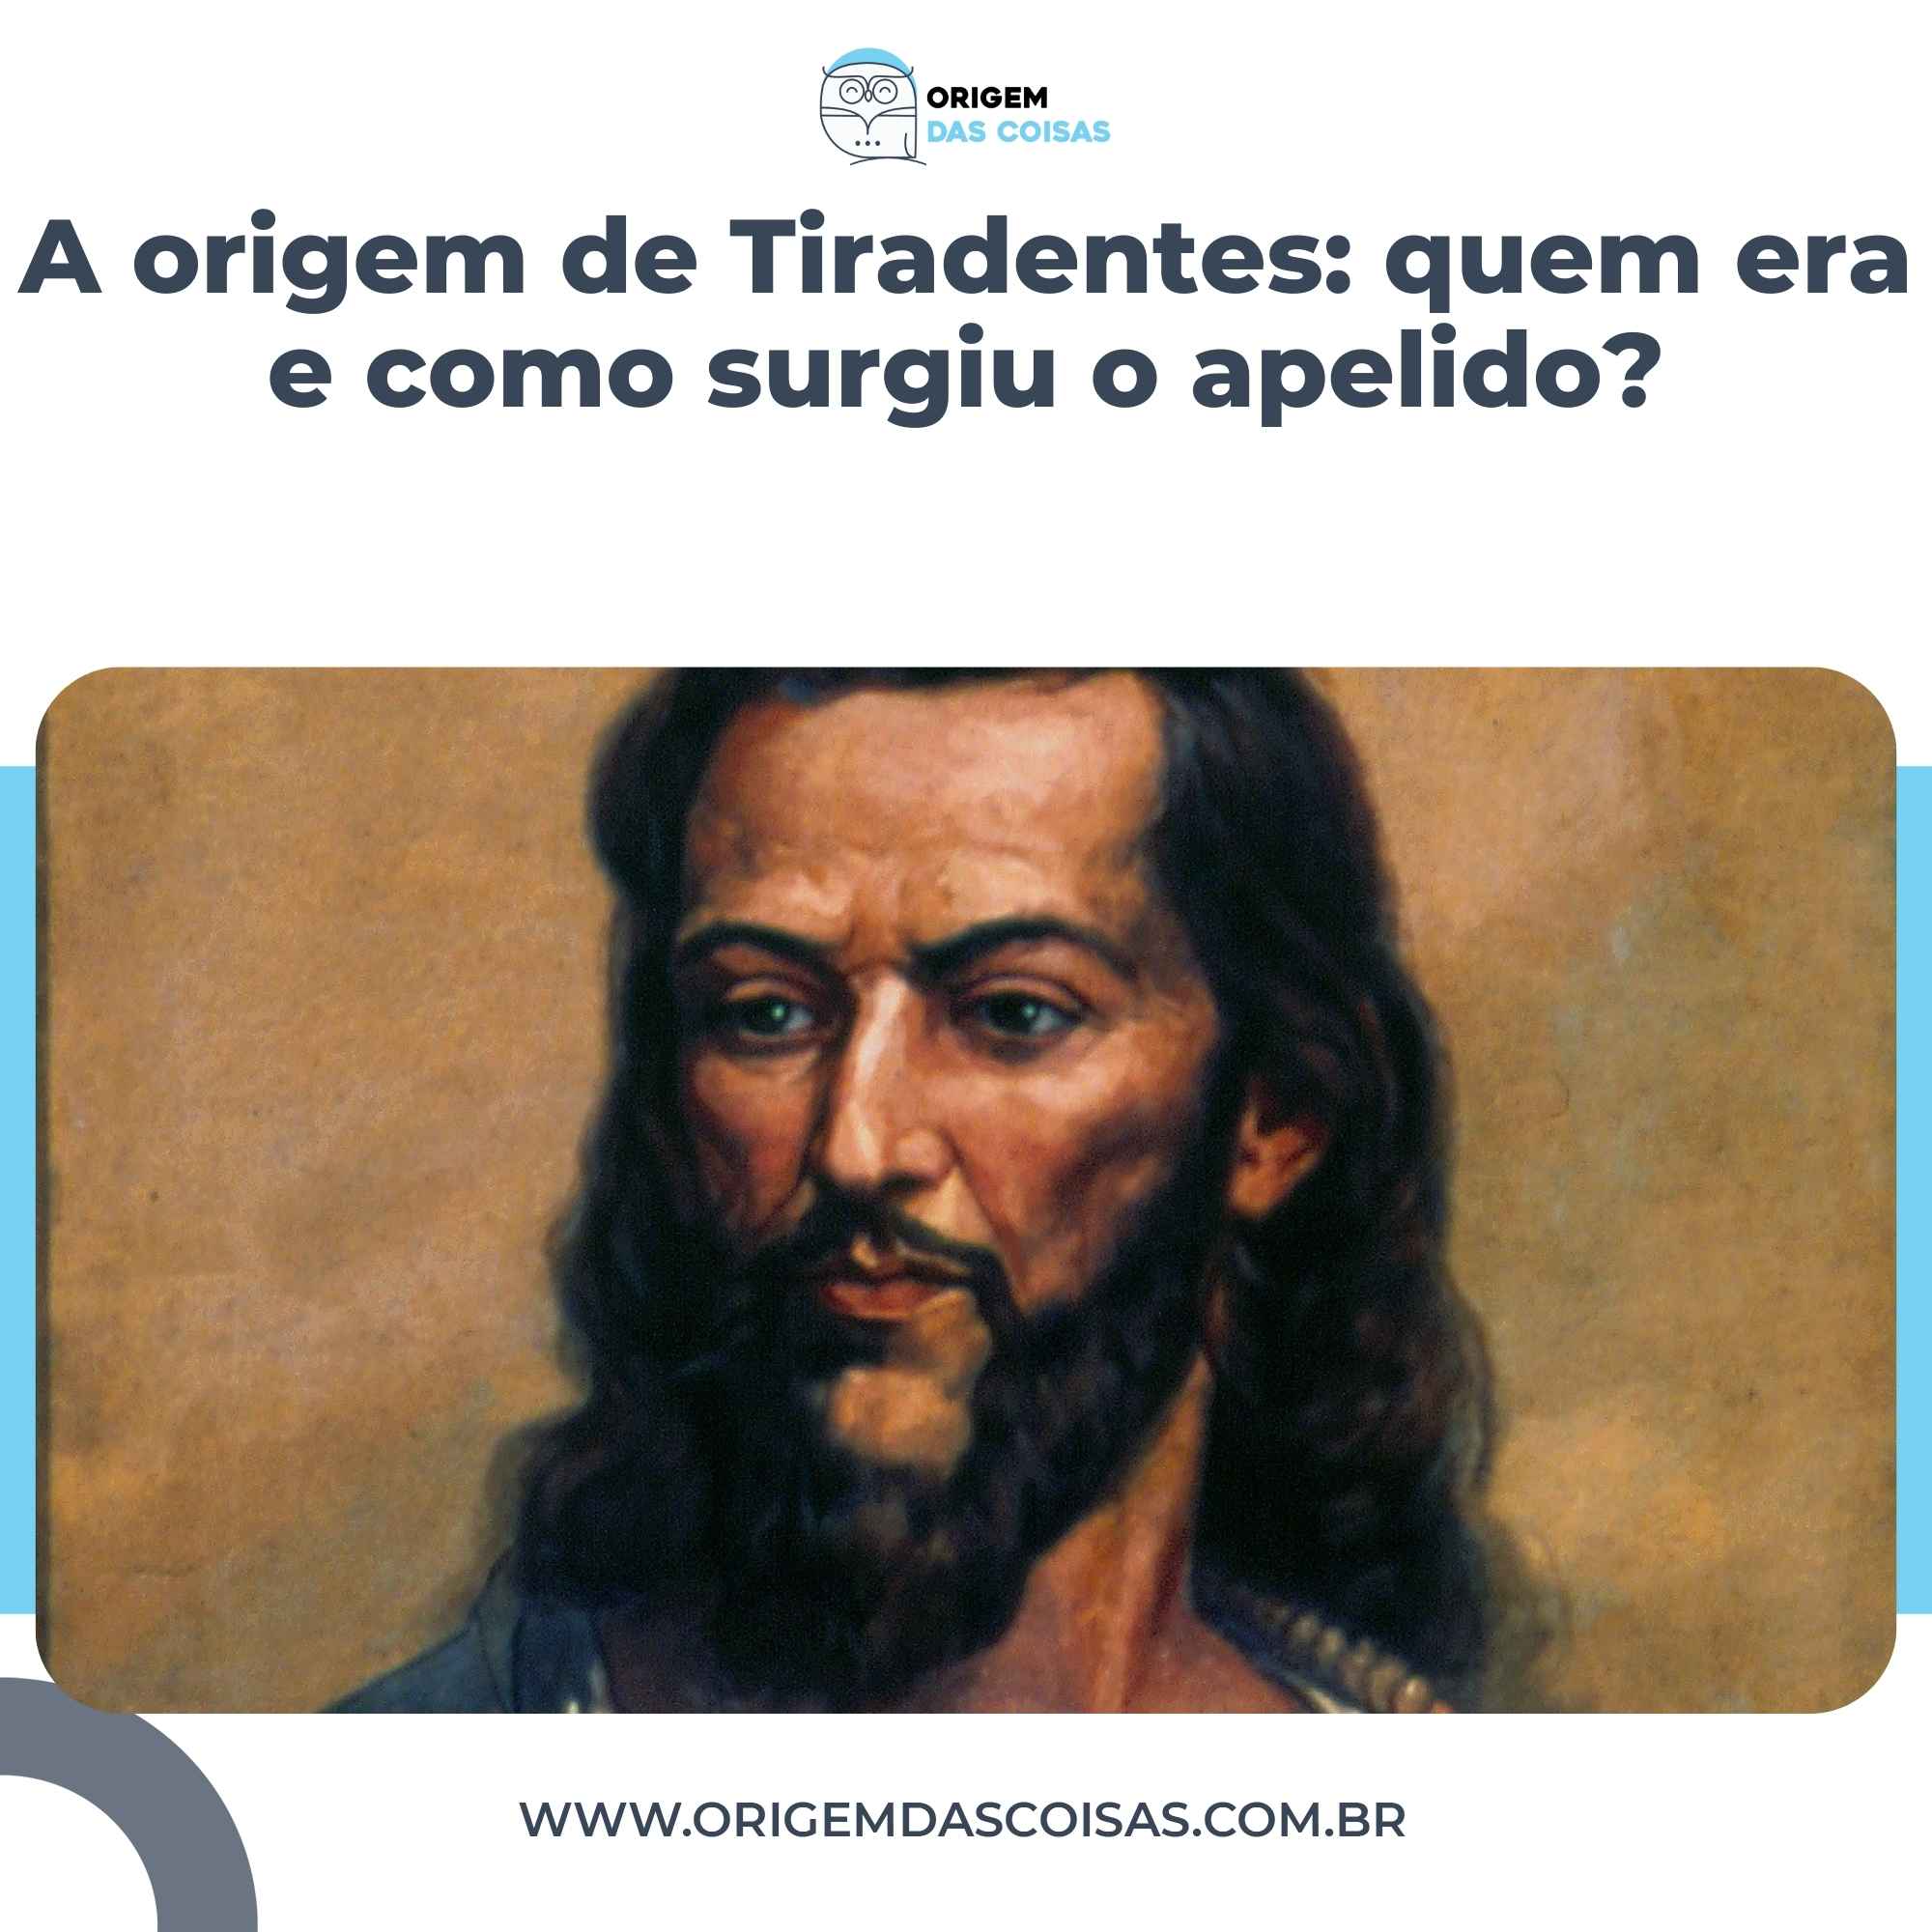 ORIGEM
DAS COISAS
A origem de Tiradentes: quem era
e como surgiu o apelido?
WWW.ORIGEMDASCOISAS.COM.BR